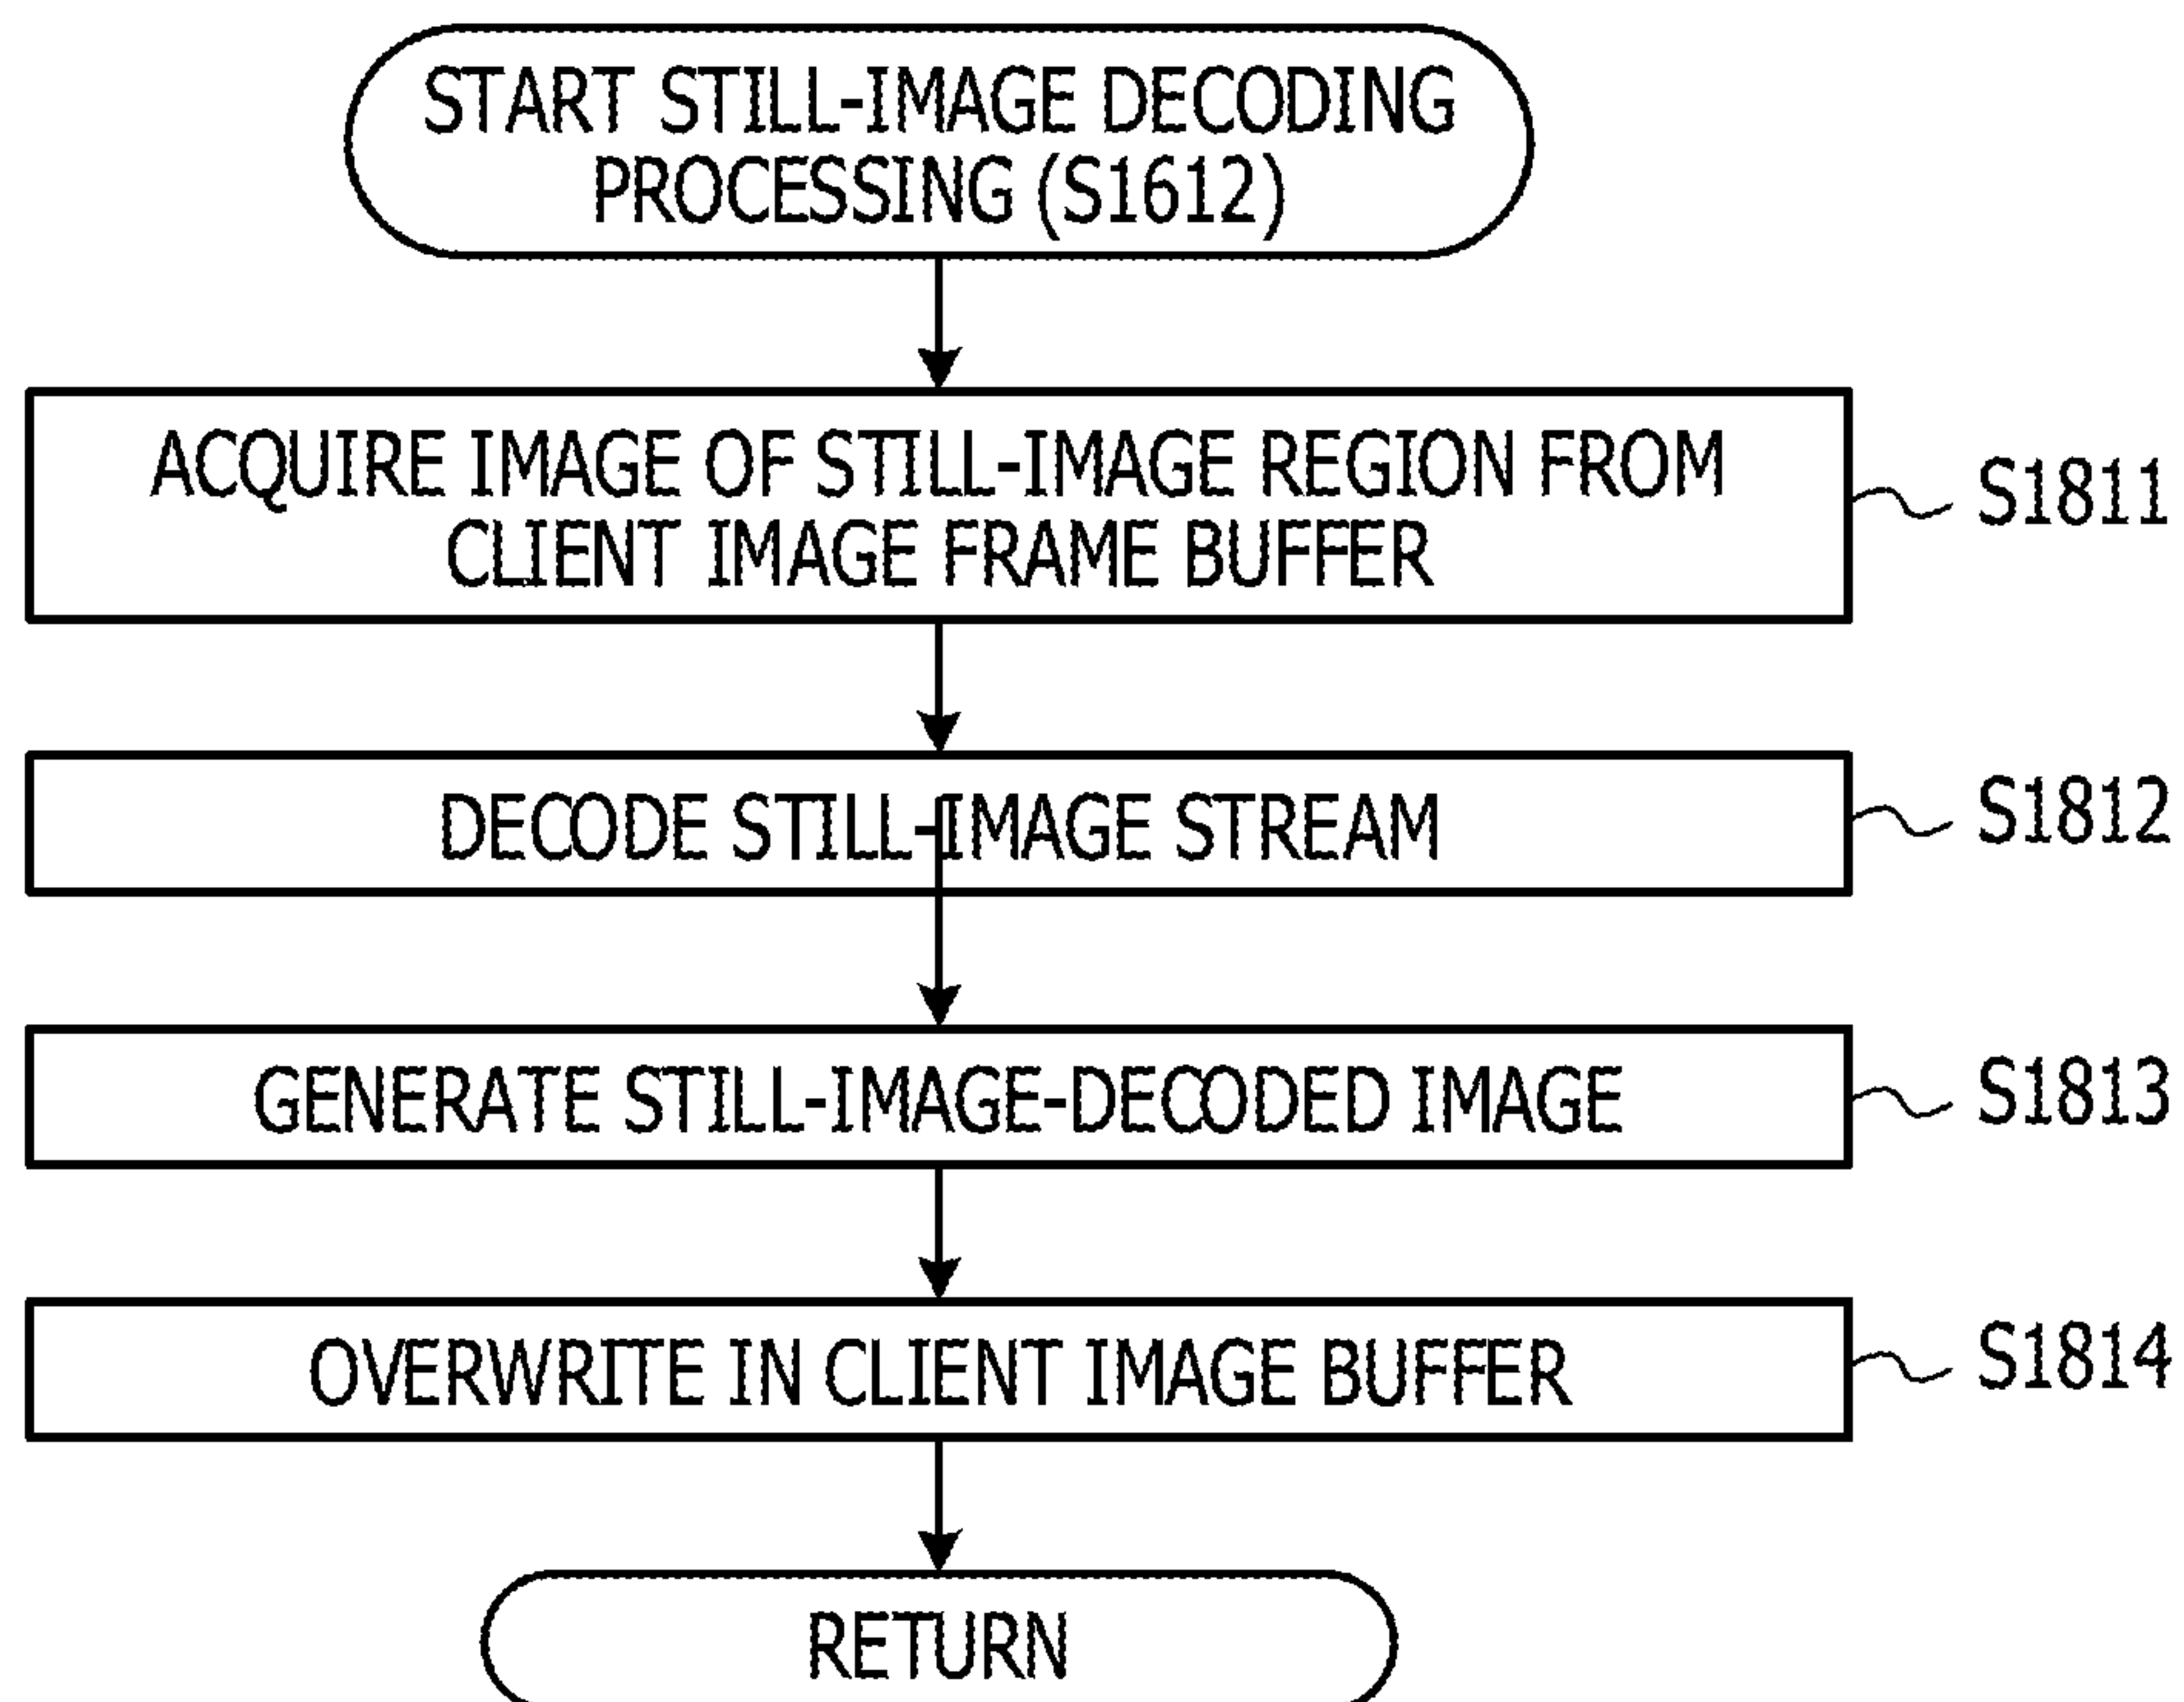 START STILL-IMAGE DECODING
PROCESSING (S1612)
ACQUIRE IMAGE OF STILL-IMAGE REGION FROM
CLIENT IMAGE FRAME BUFFER
S1811
DECODE STILL-IMAGE STREAM
S1812
GENERATE STILL-IMAGE-DECODED IMAGE
S1813
OVERWRITE IN CLIENT IMAGE BUFFER
S1814
RETURN